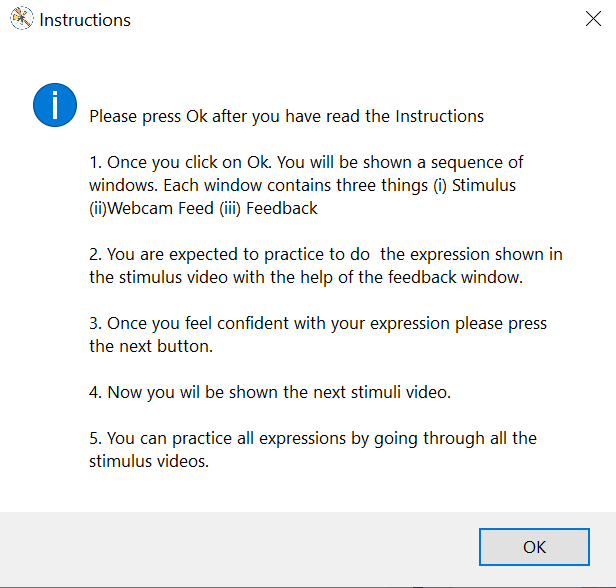 Instructions
Please press Ok after you have read the Instructions
1. Once you click on Ok. You will be shown a sequence of
windows. Each window contains three things (i) Stimulus
(ii)Webcam Feed (iii) Feedback
2. You are expected to practice to do  the expression shown in
the stimulus video with the help of the feedback window.
3. Once you feel confident with your expression please press
the next button.
4. Now you wil be shown the next stimuli video.
5. You can practice all expressions by going through all the
stimulus videos.
OK